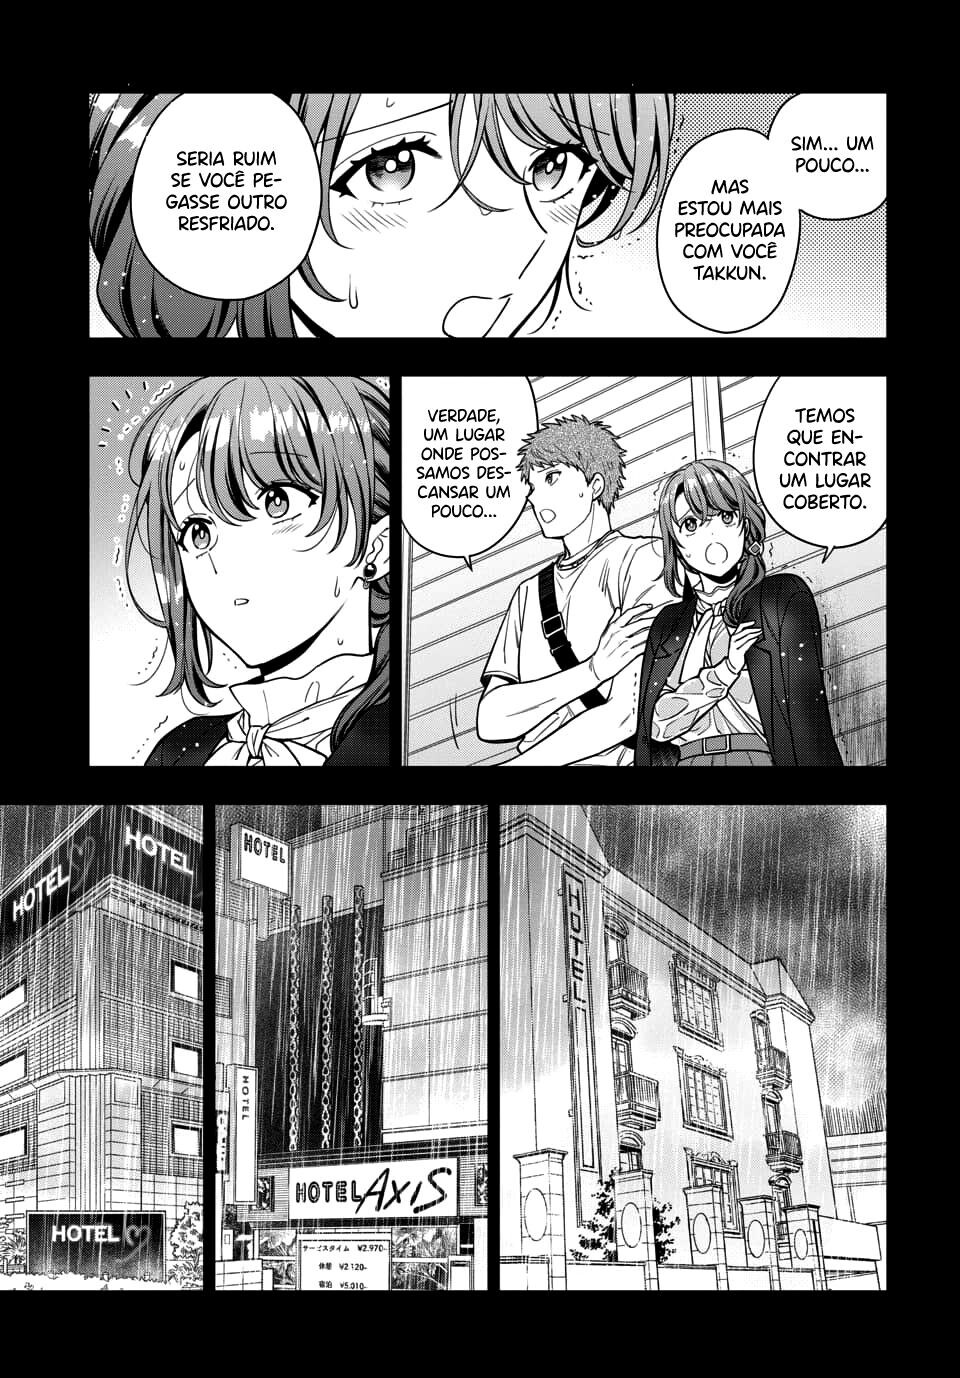 SIM... UM
POUCO...
MAS
ESTOU MAIS
PREOCUPADA
COM VOCÊ
TAKKUN.
SERIA RUIM
SE VOCÊ PE-
GASSE OUTRO
RESFRIADO.
TEMOS
QUE EN-
CONTRAR
UM LUGAR
COBERTO.
VERDADE,
UM LUGAR
ONDE POS-
SAMOS DES-
CANSAR UM
POUCO...
HOTEL
HOTEL
HOTEL
HOTEL AXIS
サービスタイム ¥2,970-
休憩 ¥2,120-
宿泊 ¥5,010-
HOTEL
HOTEL
HOTEL